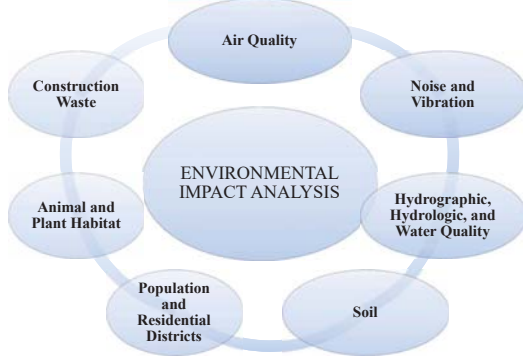 Air Quality
Noise and
Vibration
Hydrographic,
Hydrologic, and
Water Quality
Soil
Population
and
Residential
Districts
Animal and
Plant Habitat
Construction
Waste
ENVIRONMENTAL
IMPACT ANALYSIS